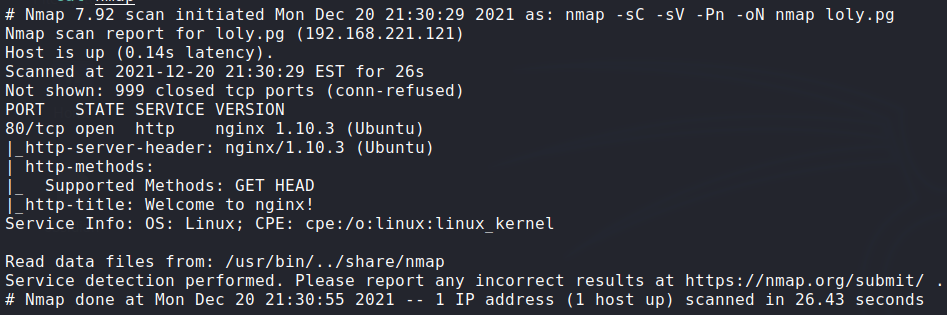 # Nmap 7.92 scan initiated Mon Dec 20 21:30:29 2021 as: nmap -sC -sV -Pn -oN nmap loly.pg
Nmap scan report for loly.pg (192.168.221.121)
Host is up (0.14s latency).
Scanned at 2021-12-20 21:30:29 EST for 26s
Not shown: 999 closed tcp ports (conn-refused)
PORT   STATE SERVICE VERSION
80/tcp open  http    nginx 1.10.3 (Ubuntu)
|_http-server-header: nginx/1.10.3 (Ubuntu)
| http-methods:
|_  Supported Methods: GET HEAD
|_http-title: Welcome to nginx!
Service Info: OS: Linux; CPE: cpe:/o:linux:linux_kernel

Read data files from: /usr/bin/../share/nmap
Service detection performed. Please report any incorrect results at https://nmap.org/submit/ .
# Nmap done at Mon Dec 20 21:30:55 2021 -- 1 IP address (1 host up) scanned in 26.43 seconds